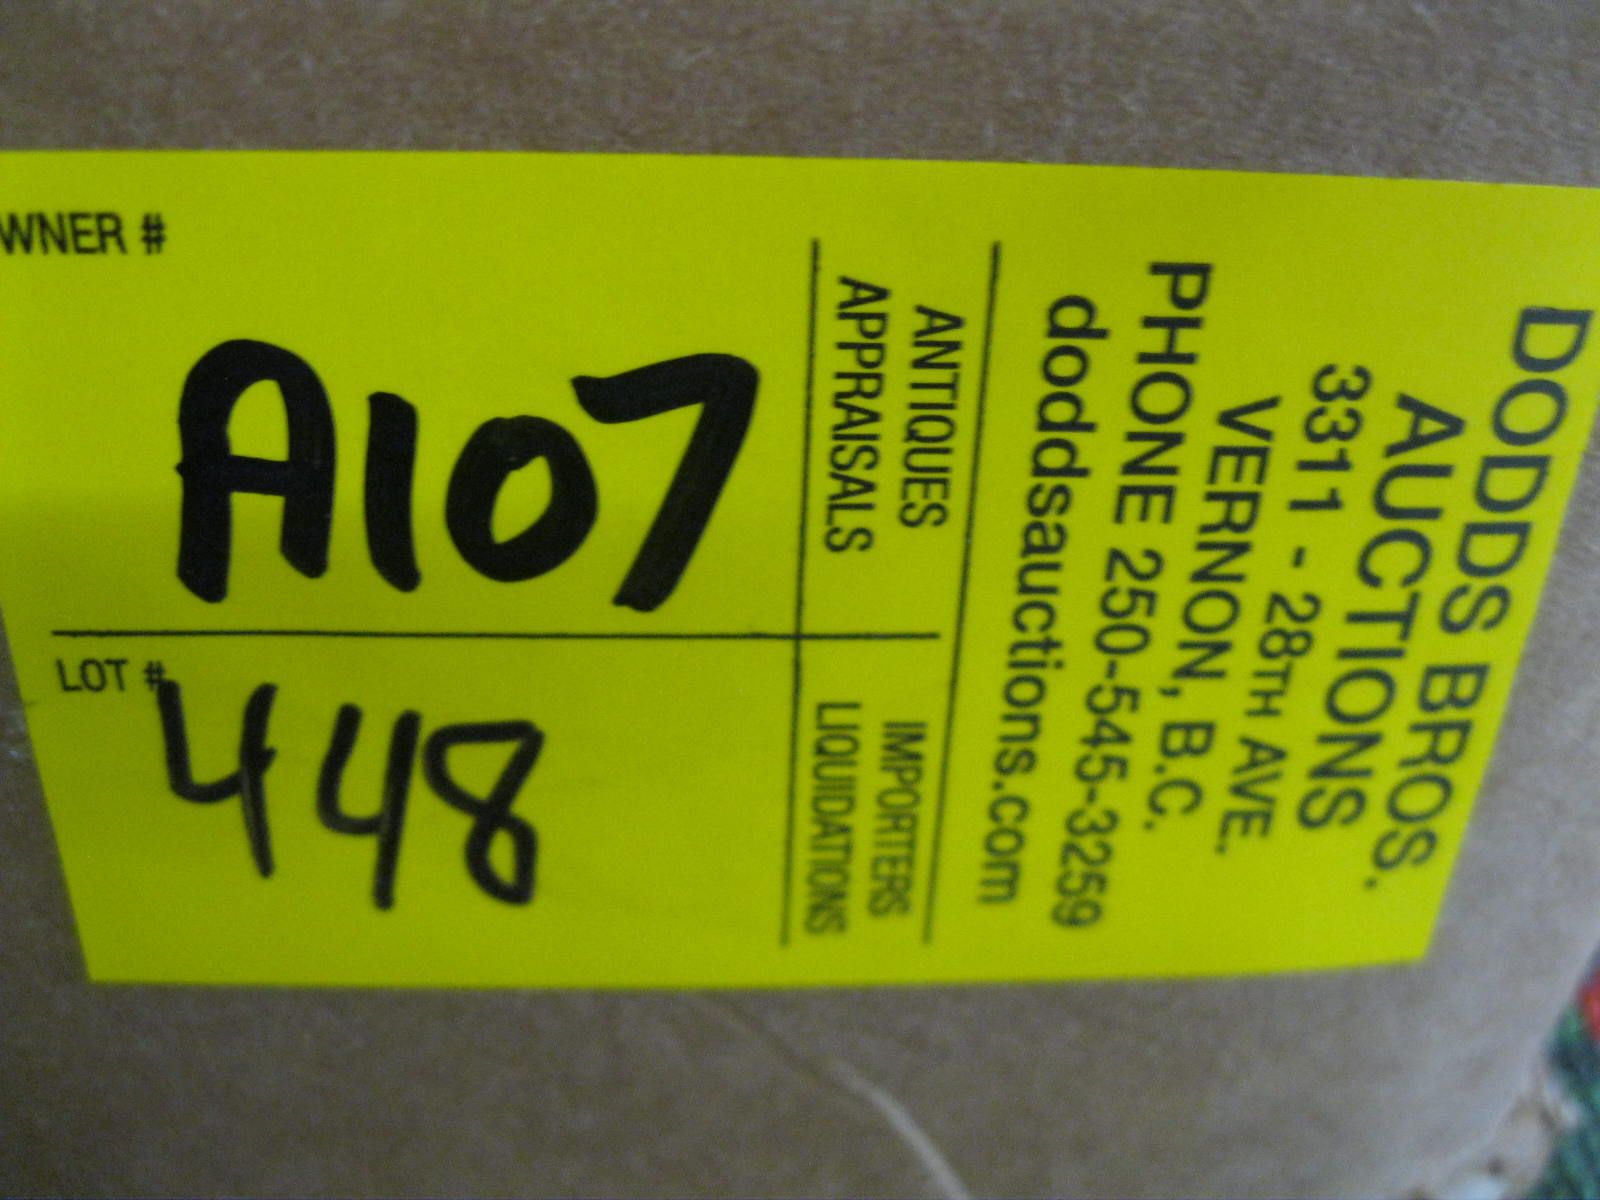 DODDS BROS.
AUCTIONS
3311 - 28TH AVE.
VERNON, B.C.
PHONE 250-545-3259
doddsauctions.com
ANTIQUES
APPRAISALS
IMPORTERS
LIQUIDATIONS
WNER #
A107
LOT #
448